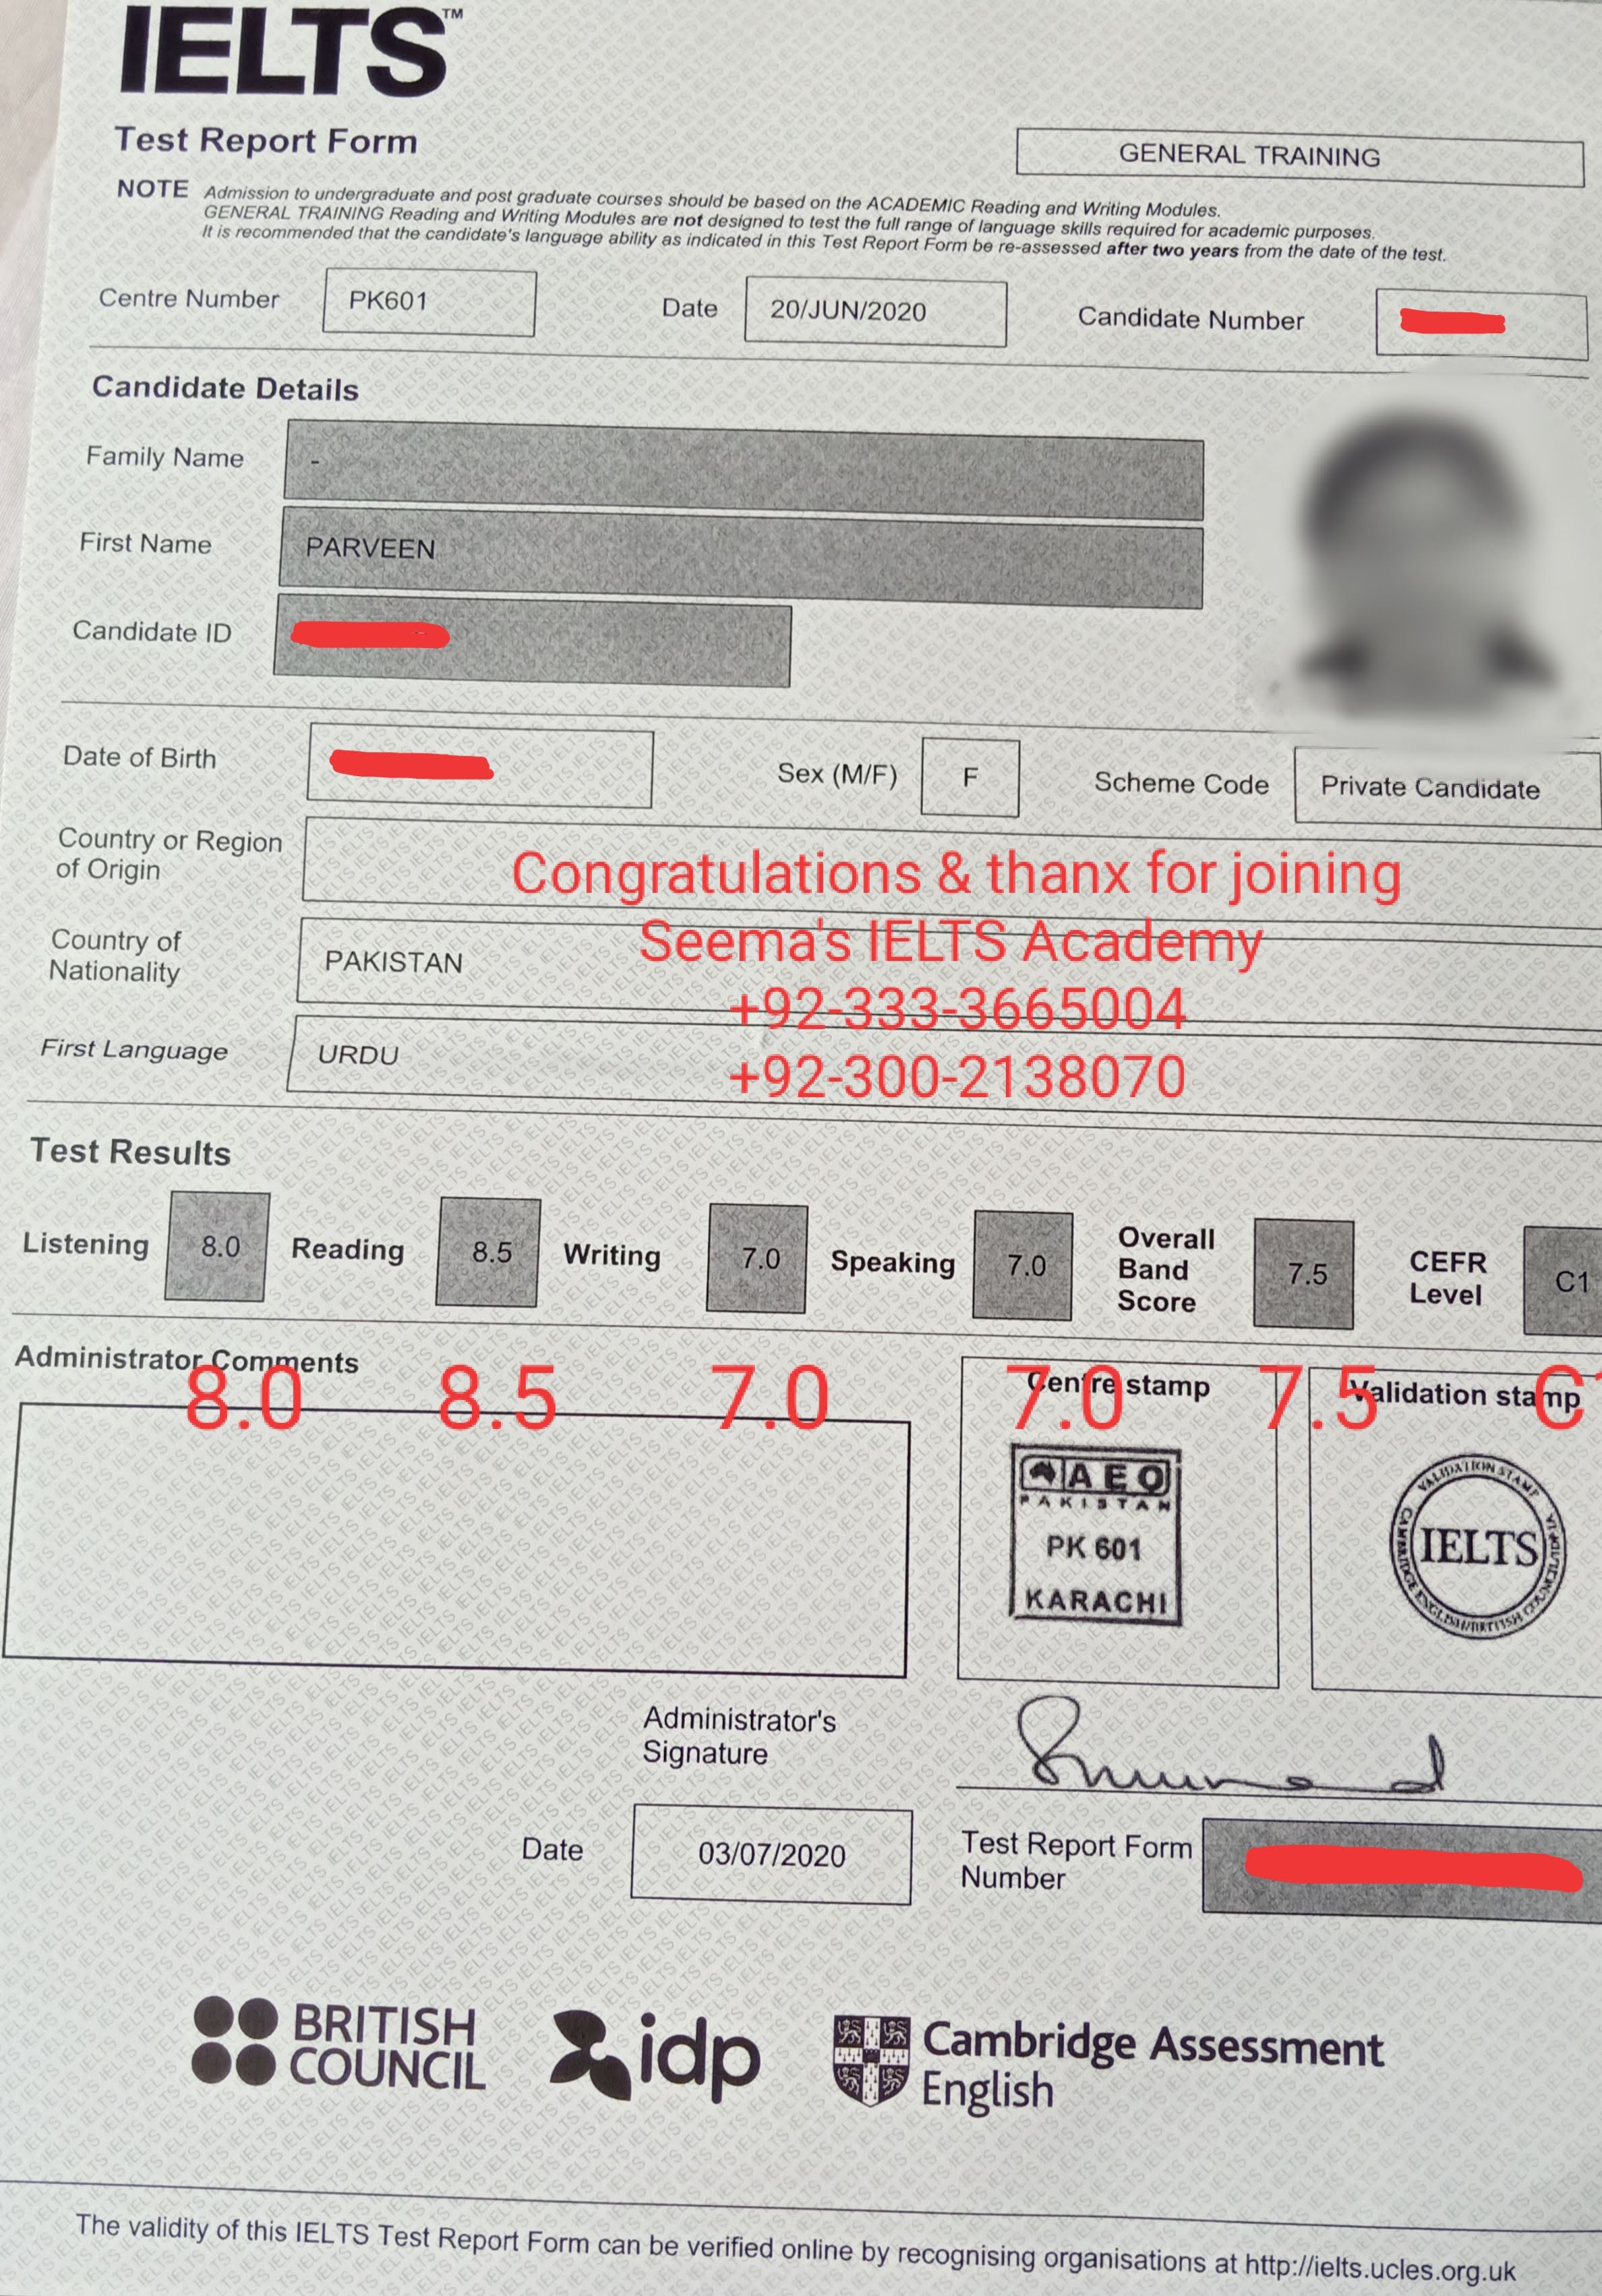 IELTS™
Test Report Form
GENERAL TRAINING
NOTE Admission to undergraduate and post graduate courses should be based on the ACADEMIC Reading and Writing Modules.
GENERAL TRAINING Reading and Writing Modules are not designed to test the full range of language skills required for academic purposes.
It is recommended that the candidate's language ability as indicated in this Test Report Form be re-assessed after two years from the date of the test.
Centre Number PK601 Date 20/JUN/2020 Candidate Number
Candidate Details
Family Name -
First Name PARVEEN
Candidate ID
Date of Birth Sex (M/F) F Scheme Code Private Candidate
Country or Region
of Origin
Congratulations & thanx for joining
Seema's IELTS Academy
Country of
Nationality PAKISTAN
+92-333-3665004
First Language URDU
+92-300-2138070
Test Results
Listening 8.0 Reading 8.5 Writing 7.0 Speaking 7.0 Overall Band Score 7.5 CEFR Level C1
Administrator Comments
Centre stamp
Validation stamp
8.0 8.5 7.0 7.0 7.5 C1
AEO
PAKISTAN
PK 601
KARACHI
VALIDATION STAMP
CAMBRIDGE ENGLISH/BRITISH COUNCIL/IDP:IA
IELTS
Administrator's
Signature
Date 03/07/2020
Test Report Form
Number
BRITISH
COUNCIL
idp
Cambridge Assessment
English
The validity of this IELTS Test Report Form can be verified online by recognising organisations at http://ielts.ucles.org.uk